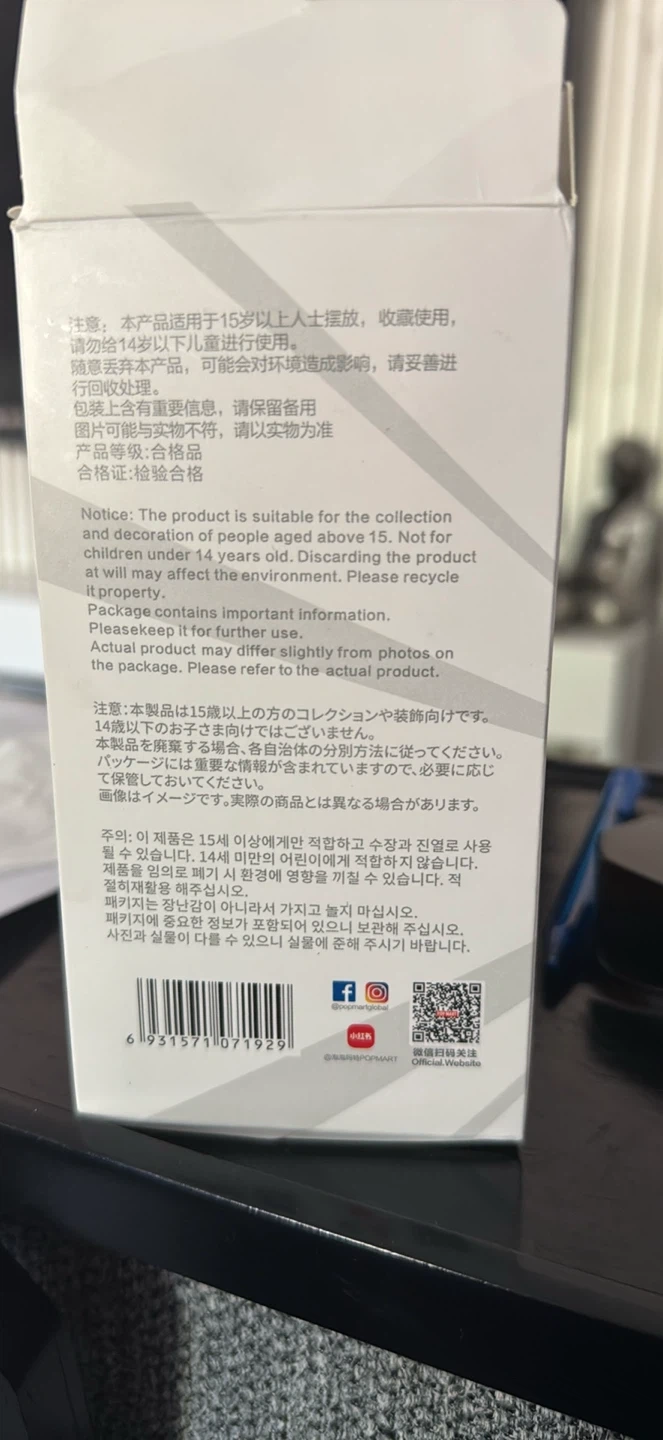 注意：本产品适用于15岁以上人士摆放，收藏使用，
请勿给14岁以下儿童进行使用。
随意丢弃本产品，可能会对环境造成影响，请妥善进
行回收处理。
包装上含有重要信息，请保留备用
图片可能与实物不符，请以实物为准
产品等级:合格品
合格证:检验合格
Notice: The product is suitable for the collection
and decoration of people aged above 15. Not for
children under 14 years old. Discarding the product
at will may affect the environment. Please recycle
it property.
Package contains important information.
Pleasekeep it for further use.
Actual product may differ slightly from photos on
the package. Please refer to the actual product.
注意:本製品は15歳以上の方のコレクションや装飾向けです。
14歳以下のお子さま向けではございません。
本製品を廃棄する場合、各自治体の分別方法に従ってください。
パッケージには重要な情報が含まれていますので、必要に応じ
て保管しておいてください。
画像はイメージです。実際の商品とは異なる場合があリます。
주의: 이 제품은 15세 이상에게만 적합하고 수장과 진열로 사용
될 수 있습니다. 14세 미만의 어린이에게 적합하지 않습니다.
제품을 임의로 폐기 시 환경에 영향을 끼칠 수 있습니다. 적
절히재활용 해주십시오.
패키지는 장난감이 아니라서 가지고 놀지 마십시오.
패키지에 중요한 정보가 포함되어 있으니 보관해 주십시오.
사진과 실물이 다를 수 있으니 실물에 준해 주시기 바랍니다.
6 931571 071929
@popmartglobal
小红书
POPMART
POP MART
微信扫码关注
Official.Website